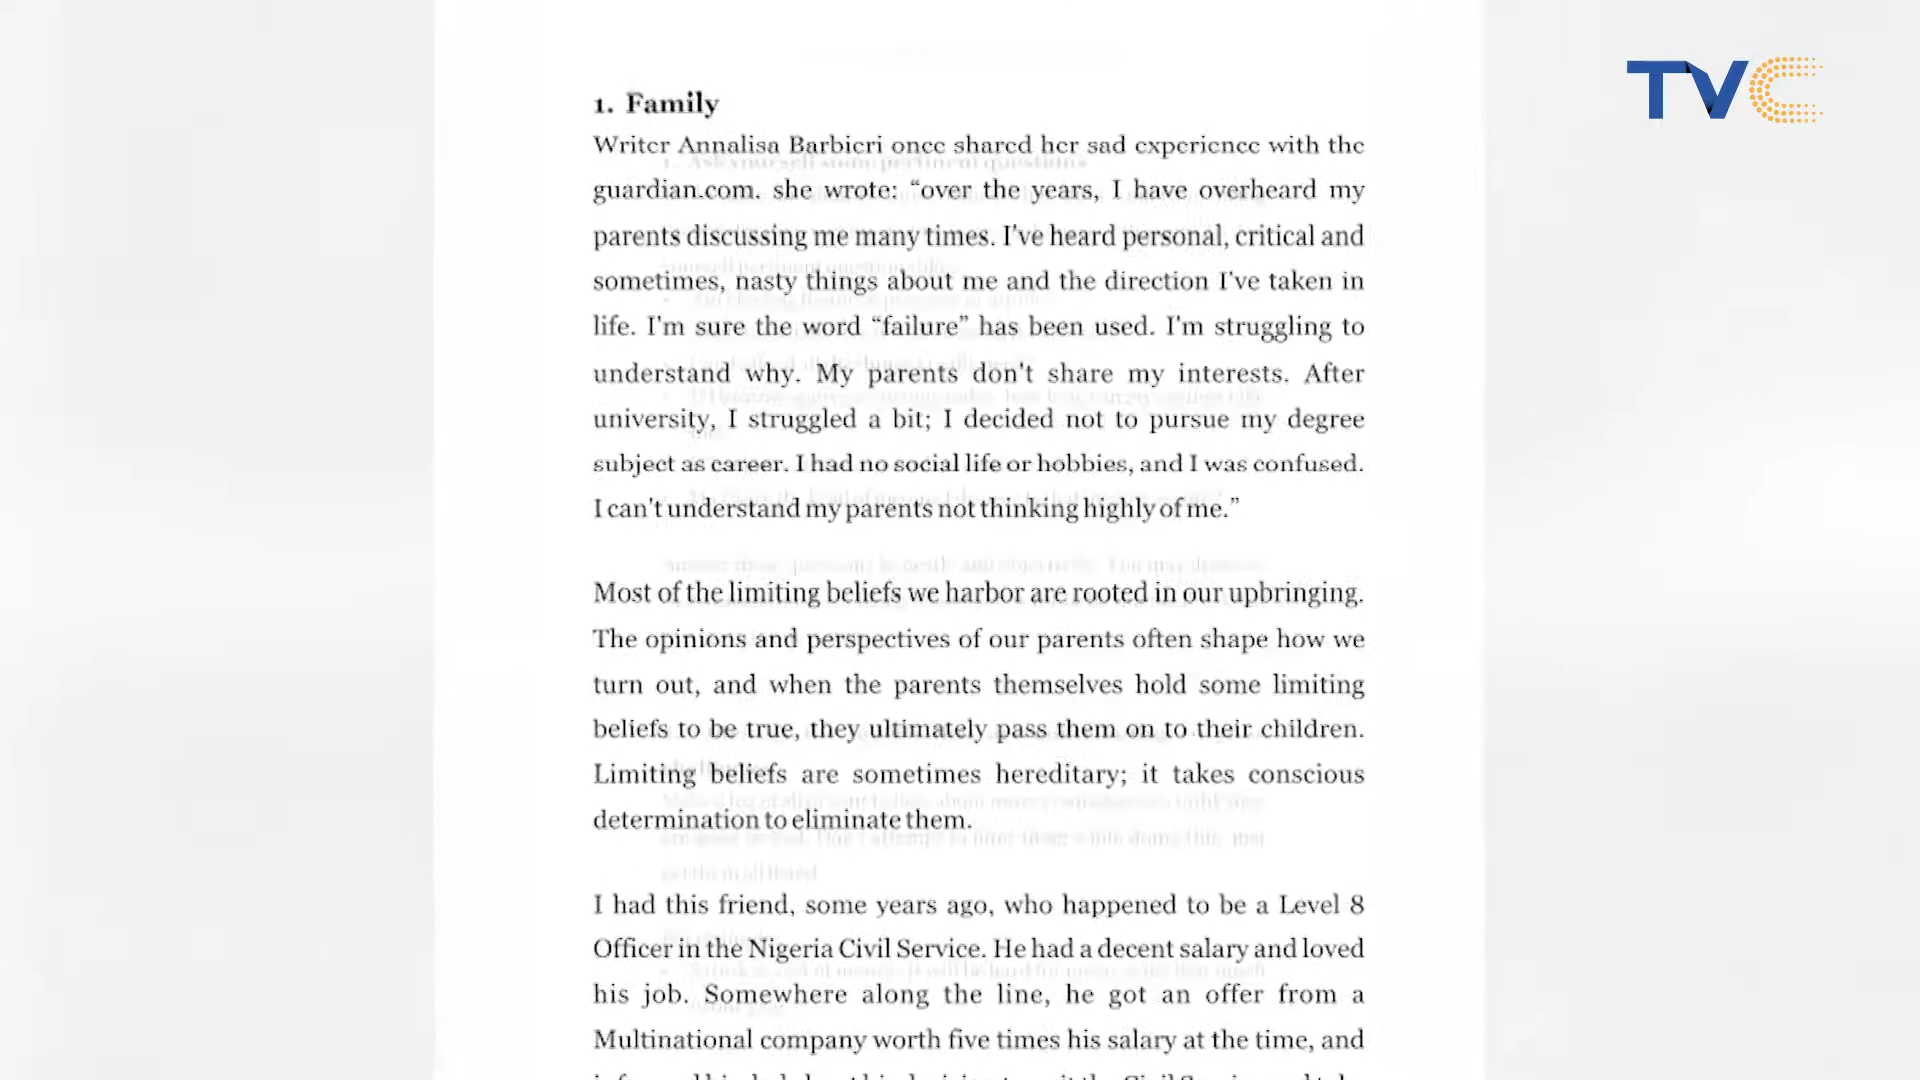 TVC
1. Family
Writer Annalisa Barbieri once shared her sad experience with the
guardian.com. she wrote: “over the years, I have overheard my
parents discussing me many times. I've heard personal, critical and
sometimes, nasty things about me and the direction I've taken in
life. I'm sure the word “failure” has been used. I'm struggling to
understand why. My parents don't share my interests. After
university, I struggled a bit; I decided not to pursue my degree
subject as career. I had no social life or hobbies, and I was confused.
I can't understand my parents not thinking highly of me.”
Most of the limiting beliefs we harbor are rooted in our upbringing.
The opinions and perspectives of our parents often shape how we
turn out, and when the parents themselves hold some limiting
beliefs to be true, they ultimately pass them on to their children.
Limiting beliefs are sometimes hereditary; it takes conscious
determination to eliminate them.
I had this friend, some years ago, who happened to be a Level 8
Officer in the Nigeria Civil Service. He had a decent salary and loved
his job. Somewhere along the line, he got an offer from a
Multinational company worth five times his salary at the time, and